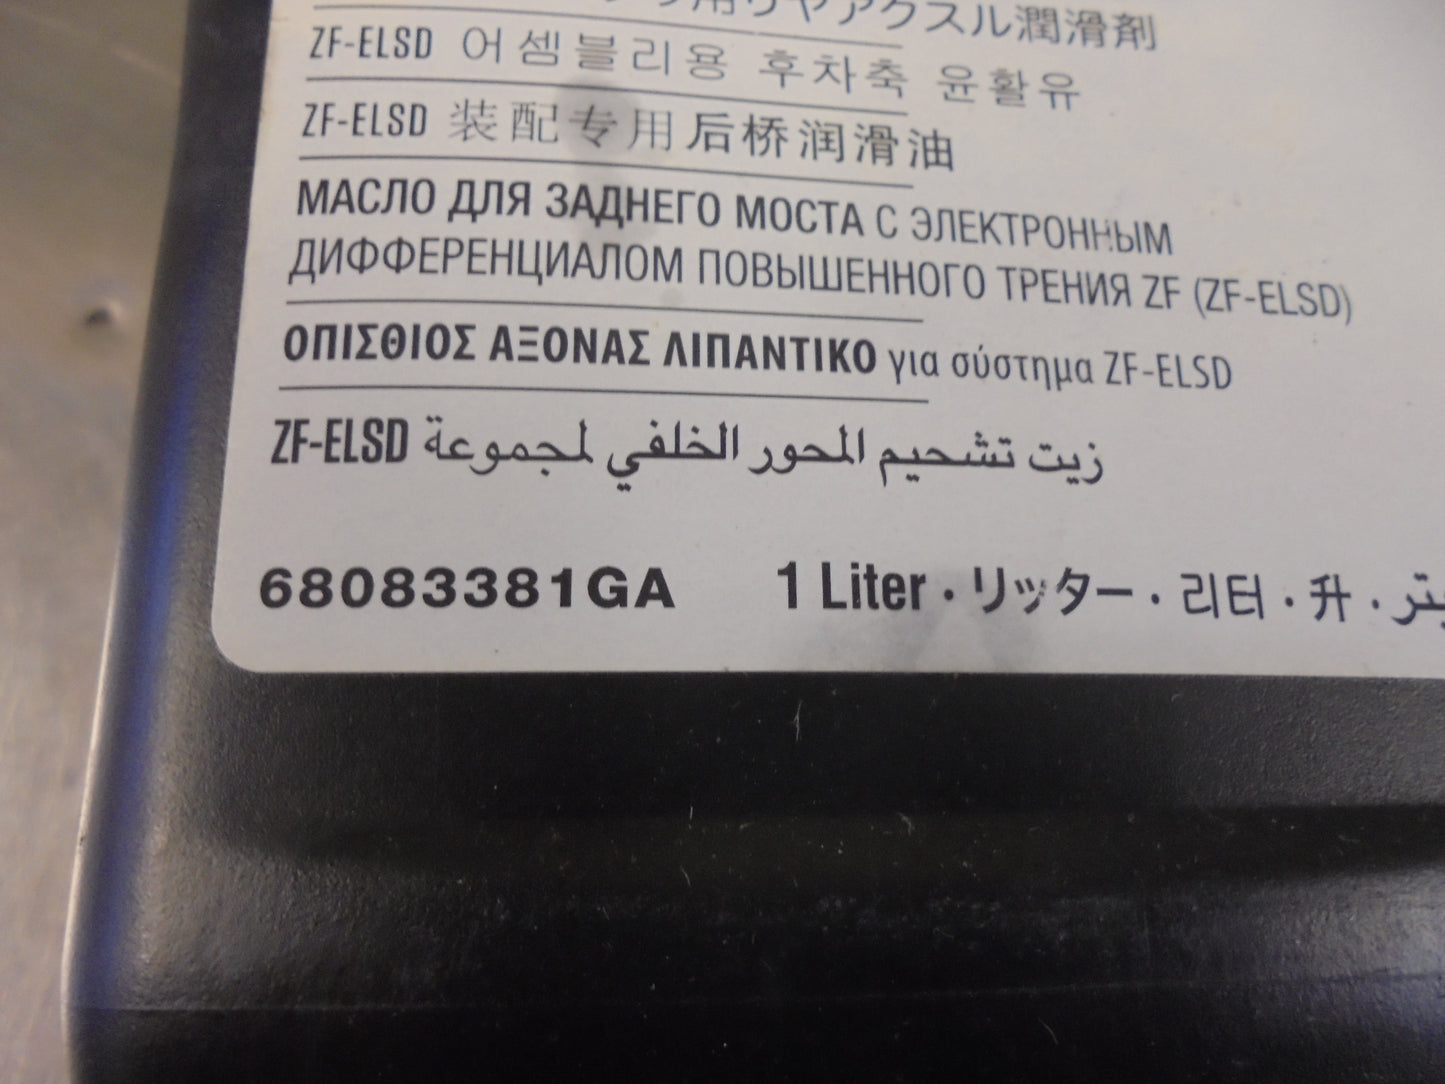 用リヤアクスル潤滑剤
ZF-ELSD 어셈블리용 후차축 윤활유
ZF-ELSD 装配专用后桥润滑油
МАСЛО ДЛЯ ЗАДНЕГО МОСТА С ЭЛЕКТРОННЫМ
ДИФФЕРЕНЦИАЛОМ ПОВЫШЕННОГО ТРЕНИЯ ZF (ZF-ELSD)
ΟΠΙΣΘΙΟΣ ΑΞΟΝΑΣ ΛΙΠΑΝΤΙΚΟ για σύστημα ZF-ELSD
زيت تشحيم المحور الخلفي لمجموعة ZF-ELSD
68083381GA 1 Liter · リッター · 리터 · 升 ·